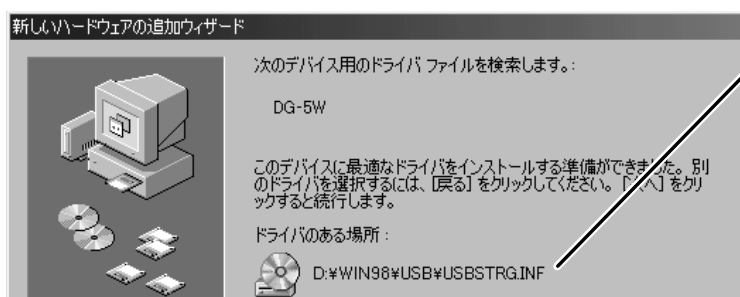 新しいハードウェアの追加ウィザード
次のデバイス用のドライバ ファイルを検索します。:
DG-5W
このデバイスに最適なドライバをインストールする準備ができました。別
のドライバを選択するには、[戻る] をクリックしてください。[次へ] をクリ
ックすると続行します。
ドライバのある場所:
D:¥WIN98¥USB¥USBSTRG.INF